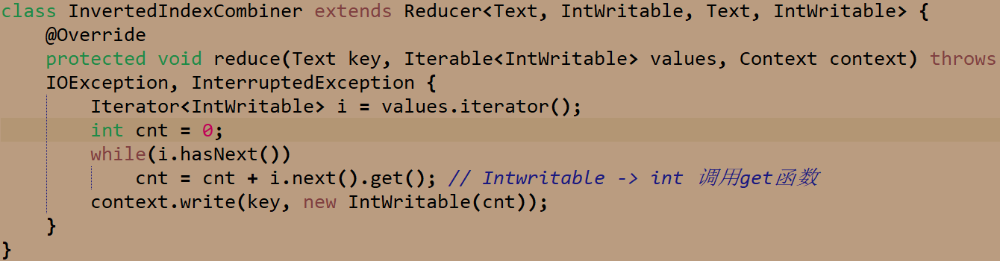 class InvertedIndexCombiner extends Reducer<Text, IntWritable, Text, IntWritable> {
    @Override
    protected void reduce(Text key, Iterable<IntWritable> values, Context context) throws
    IOException, InterruptedException {
        Iterator<IntWritable> i = values.iterator();
        int cnt = 0;
        while(i.hasNext())
            cnt = cnt + i.next().get(); // Intwritable -> int 调用get函数
        context.write(key, new IntWritable(cnt));
    }
}